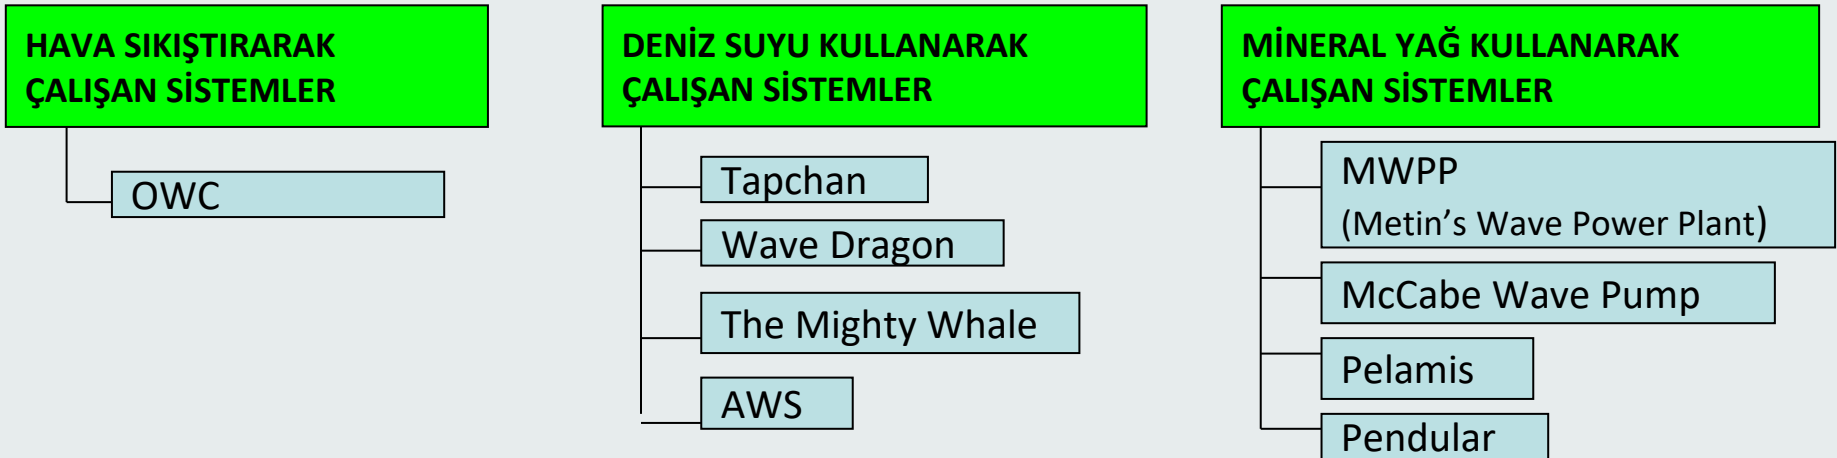 HAVA SIKIŞTIRARAK
ÇALIŞAN SİSTEMLER
OWC
DENİZ SUYU KULLANARAK
ÇALIŞAN SİSTEMLER
Tapchan
Wave Dragon
The Mighty Whale
AWS
MİNERAL YAĞ KULLANARAK
ÇALIŞAN SİSTEMLER
MWPP
(Metin’s Wave Power Plant)
McCabe Wave Pump
Pelamis
Pendular